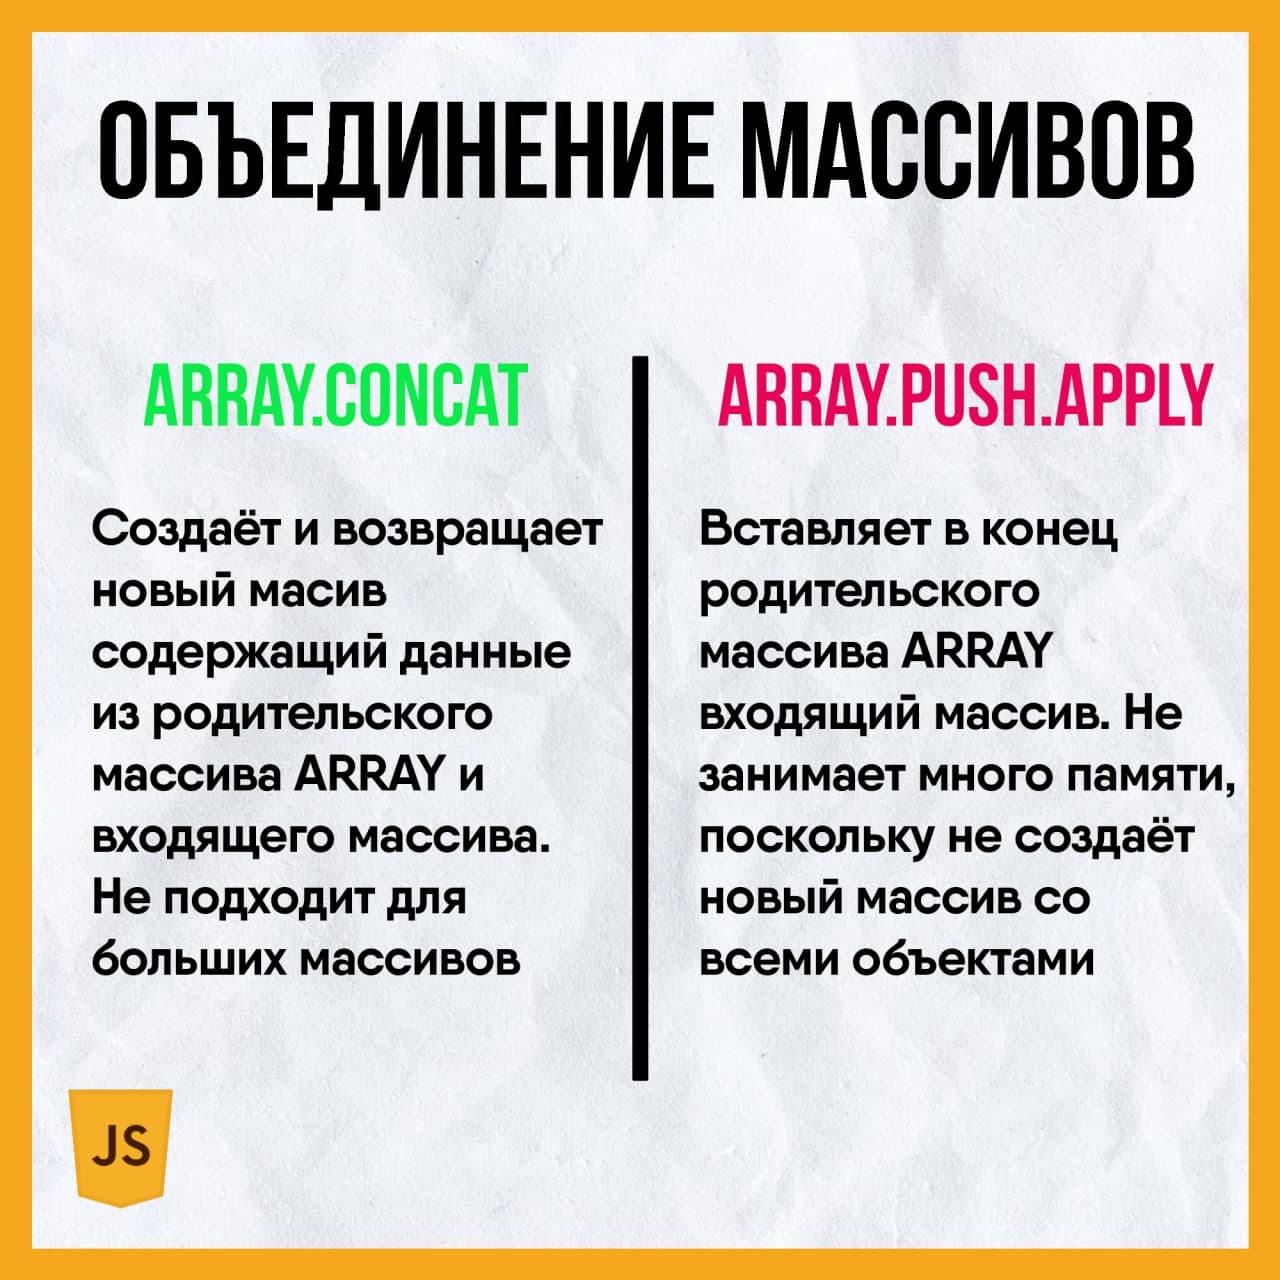 ОБЪЕДИНЕНИЕ МАССИВОВ
ARRAY.CONCAT
Создаёт и возвращает
новый масив
содержащий данные
из родительского
массива ARRAY и
входящего массива.
Не подходит для
больших массивов
ARRAY.PUSH.APPLY
Вставляет в конец
родительского
массива ARRAY
входящий массив. Не
занимает много памяти,
поскольку не создаёт
новый массив со
всеми объектами
JS